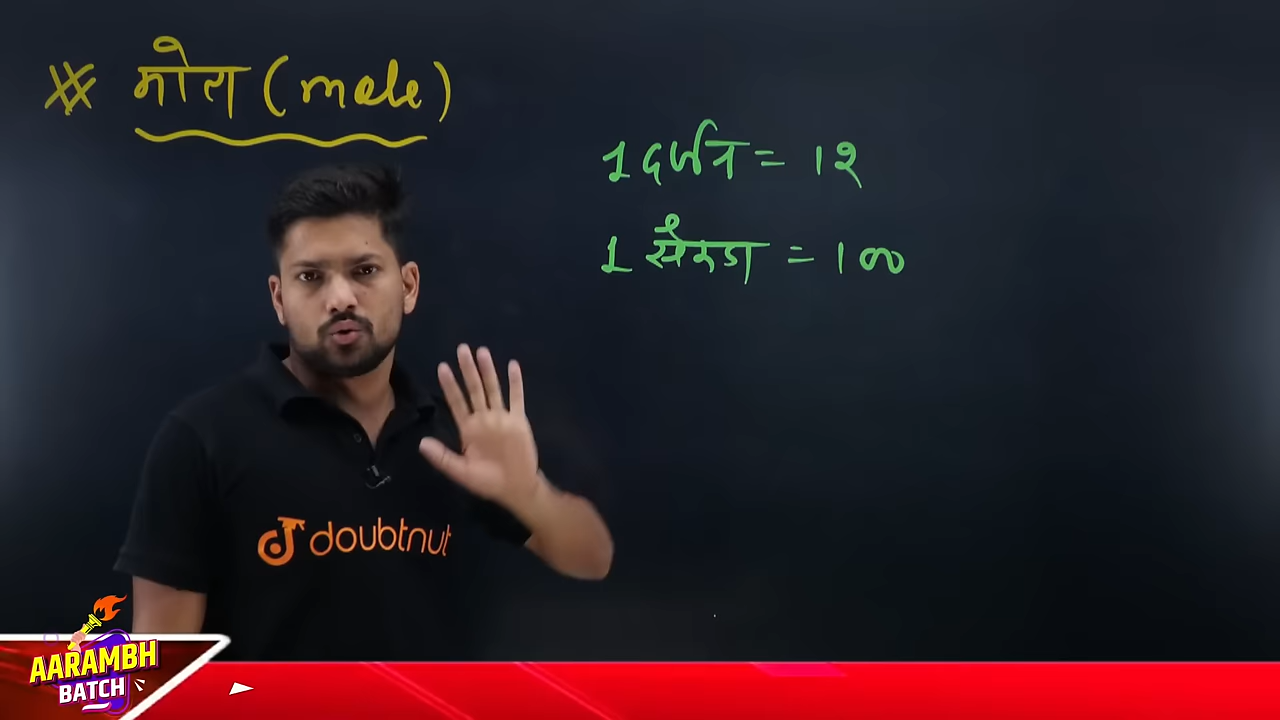 * मोल (mole)
1 दर्जन = 12
1 सैकडा = 100
doubtnut
AARAMBH
BATCH